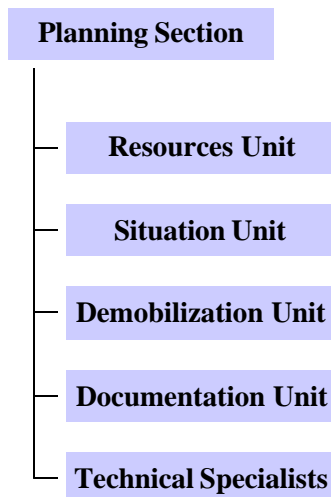 Planning Section
Resources Unit
Situation Unit
Demobilization Unit
Documentation Unit
Technical Specialists